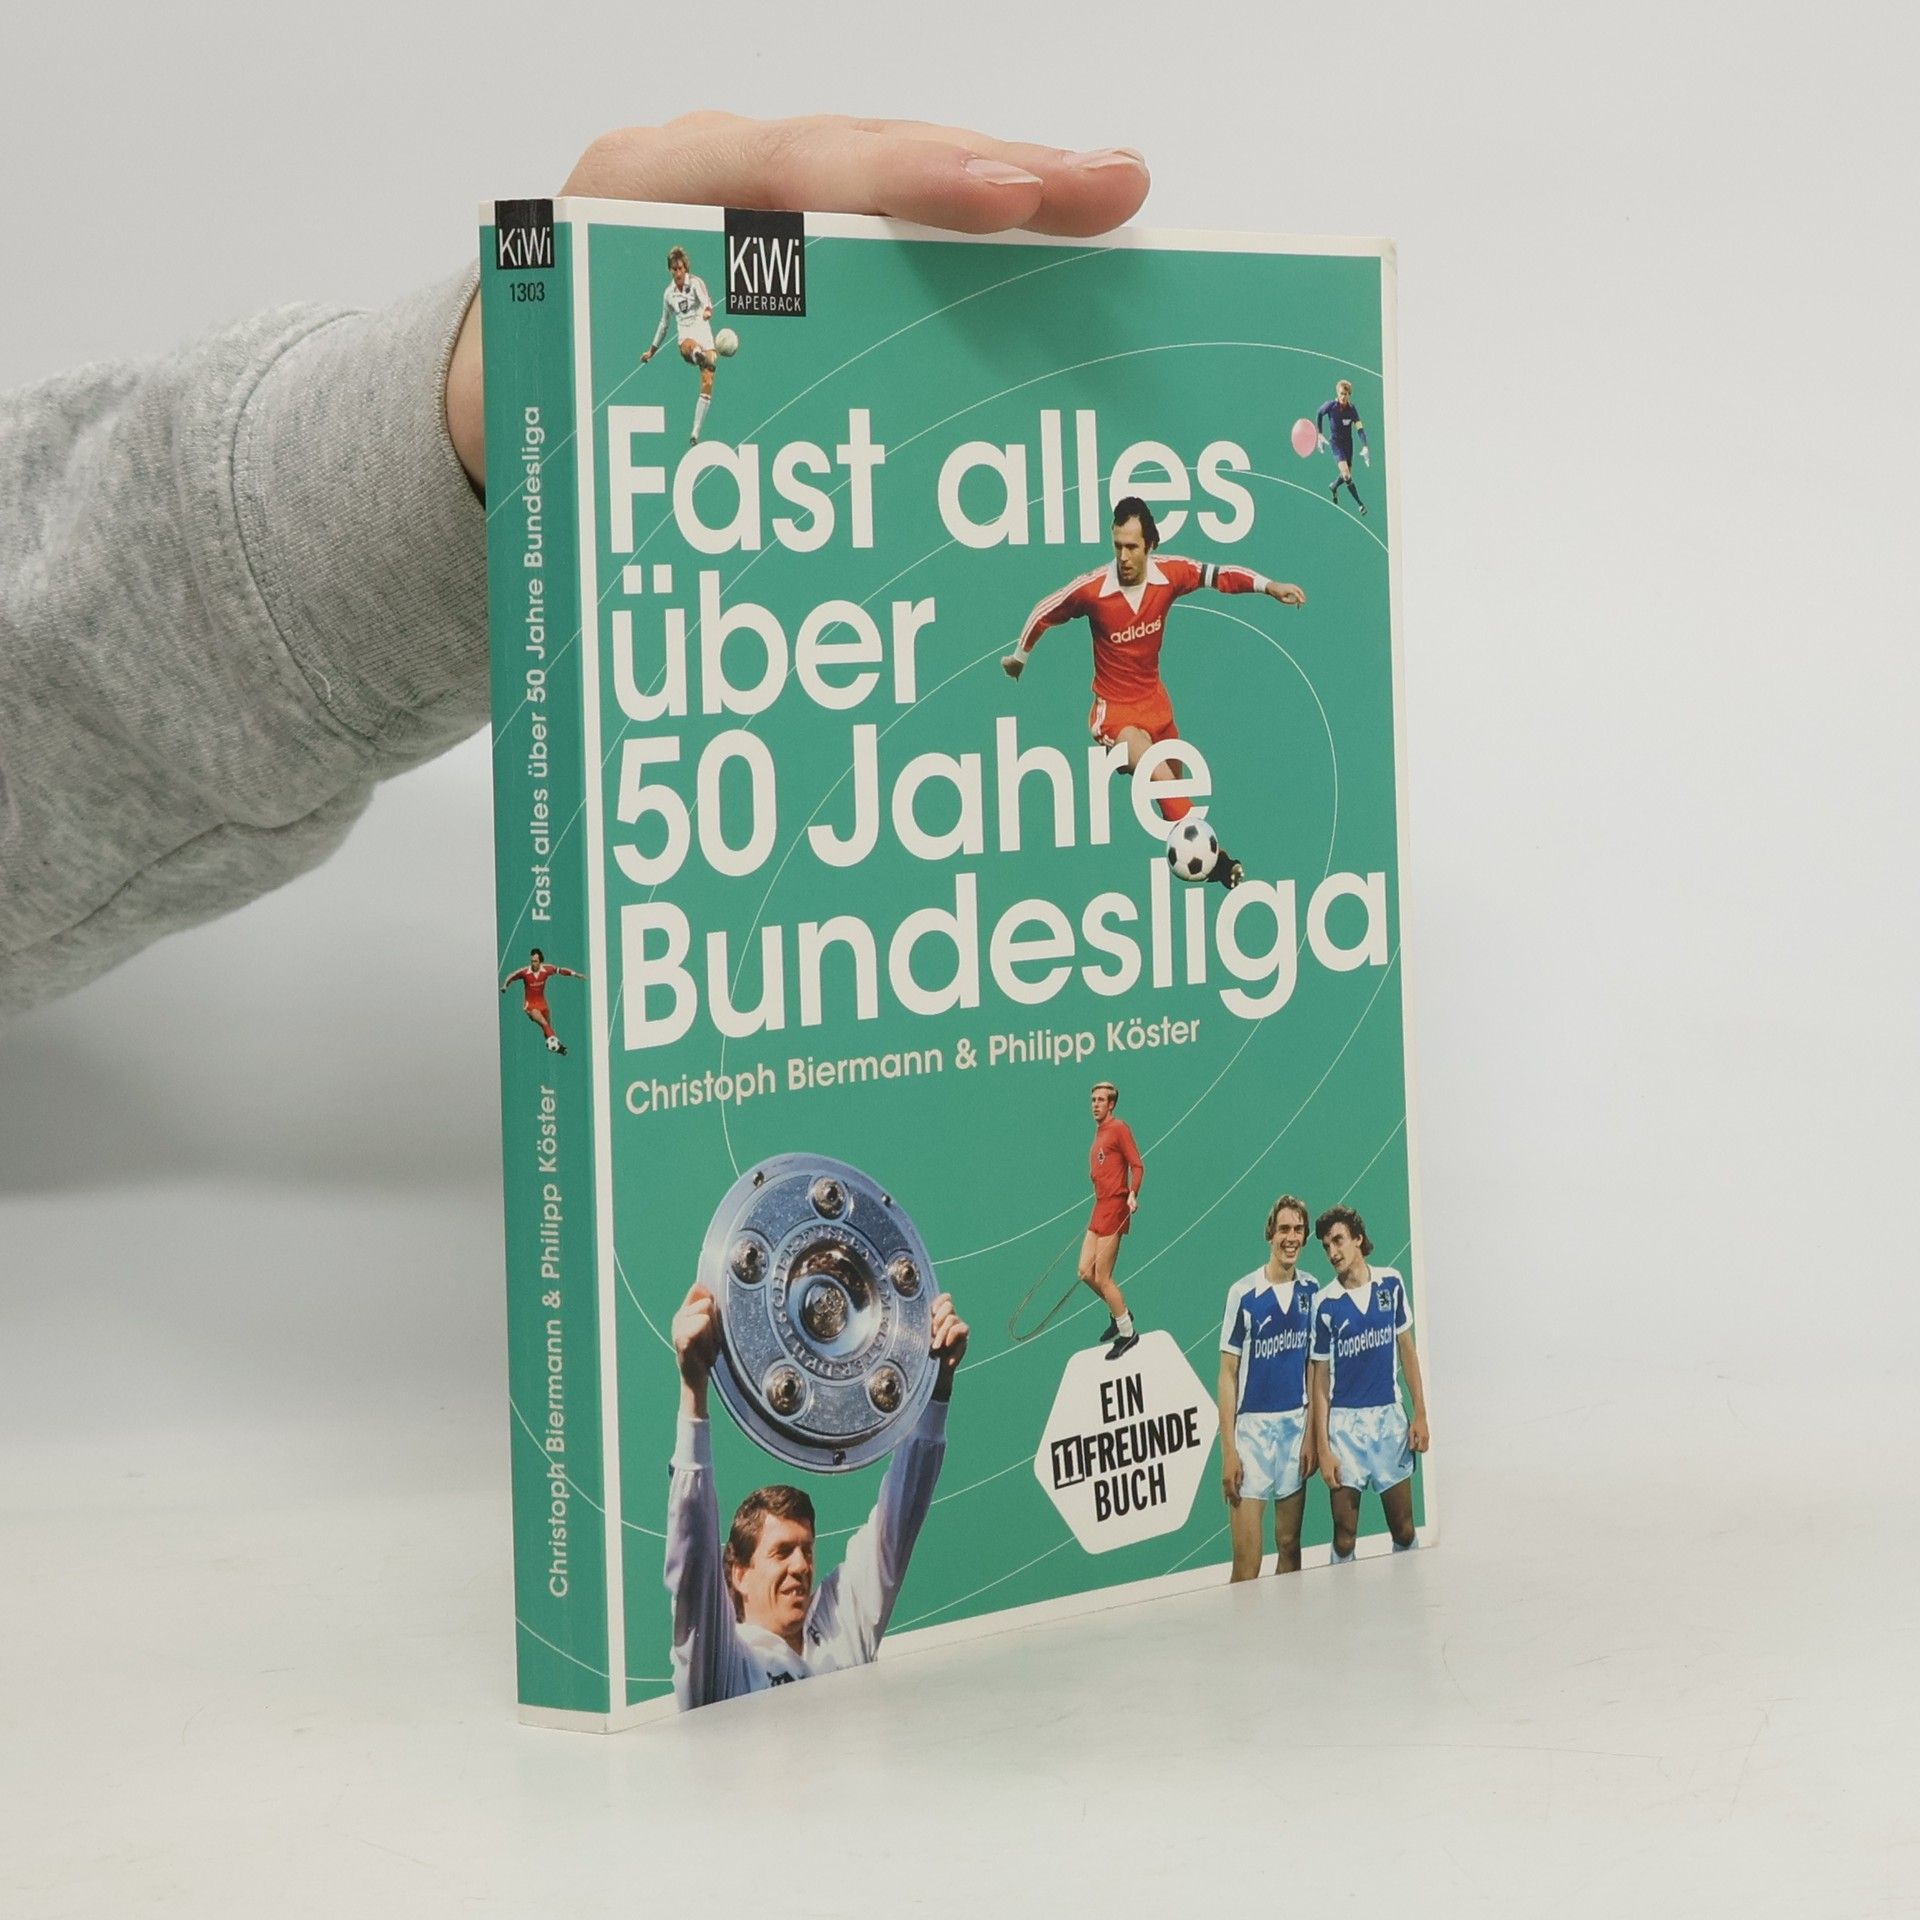 KiWi
1303
Fast alles über 50 Jahre Bundesliga
Christoph Biermann & Philipp Köster
KiWi
PAPERBACK
Fast alles
über
50 Jahre
Bundesliga
Christoph Biermann & Philipp Köster
adidas
EIN
11FREUNDE
BUCH
Doppeldusch
Doppeldusch